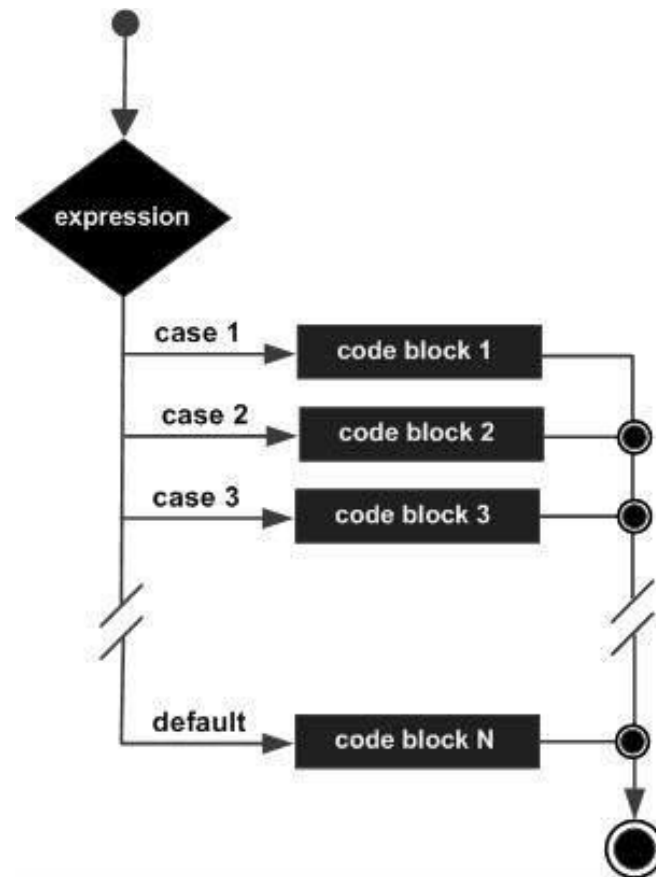 expression
case 1
code block 1
case 2
code block 2
case 3
code block 3
default
code block N